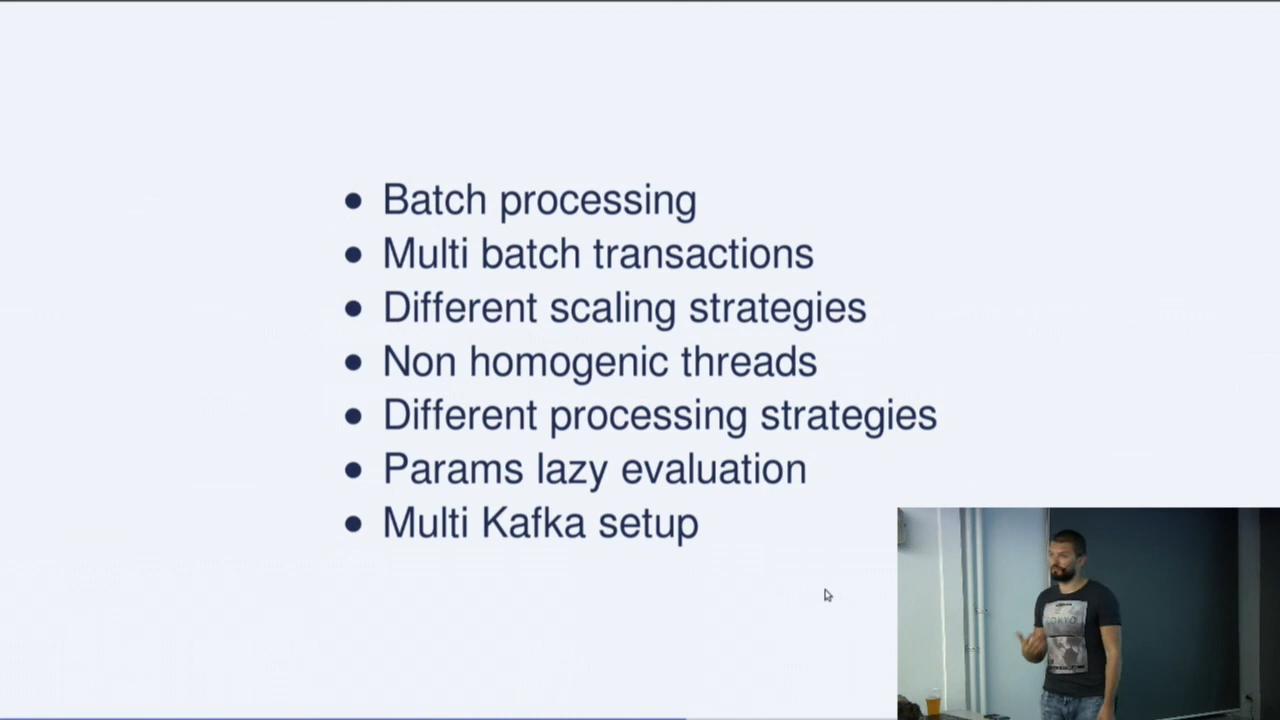 Batch processing
Multi batch transactions
Different scaling strategies
Non homogenic threads
Different processing strategies
Params lazy evaluation
Multi Kafka setup